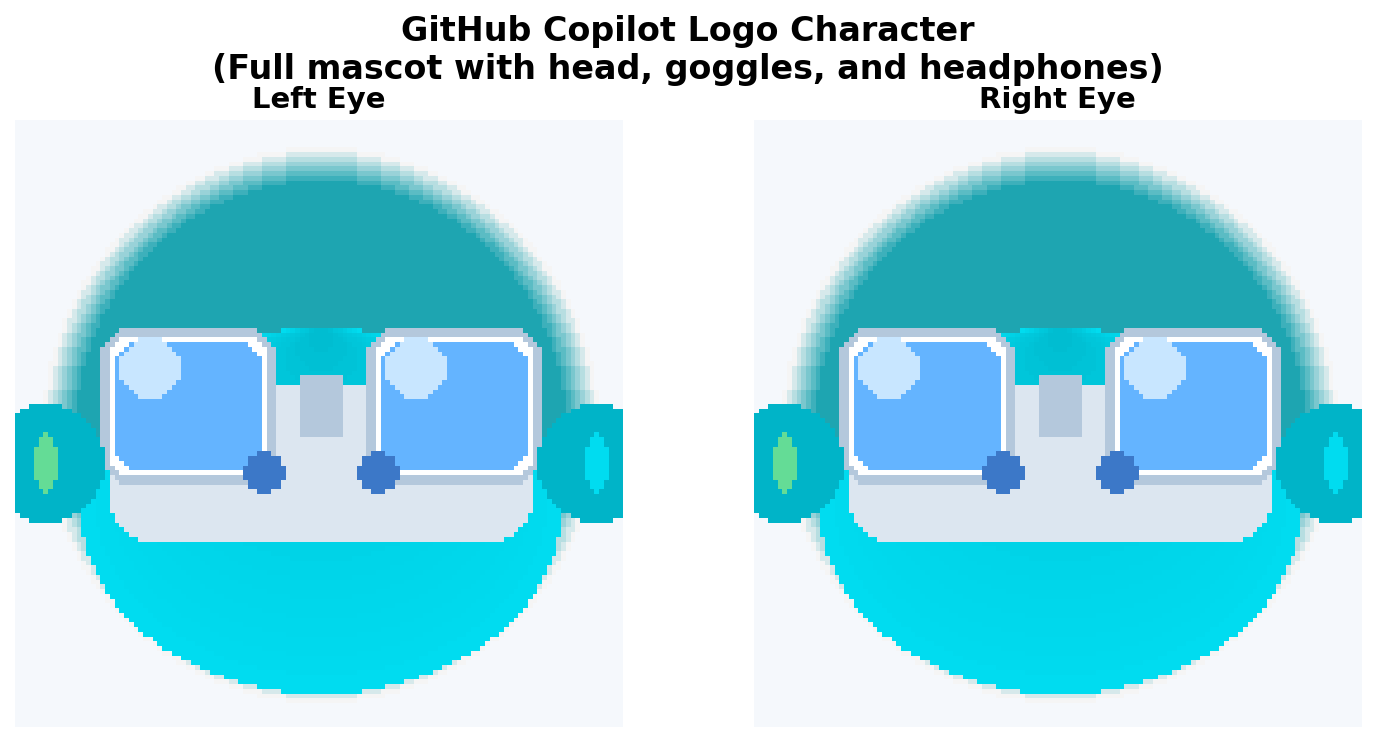 GitHub Copilot Logo Character
(Full mascot with head, goggles, and headphones)
Left Eye
Right Eye